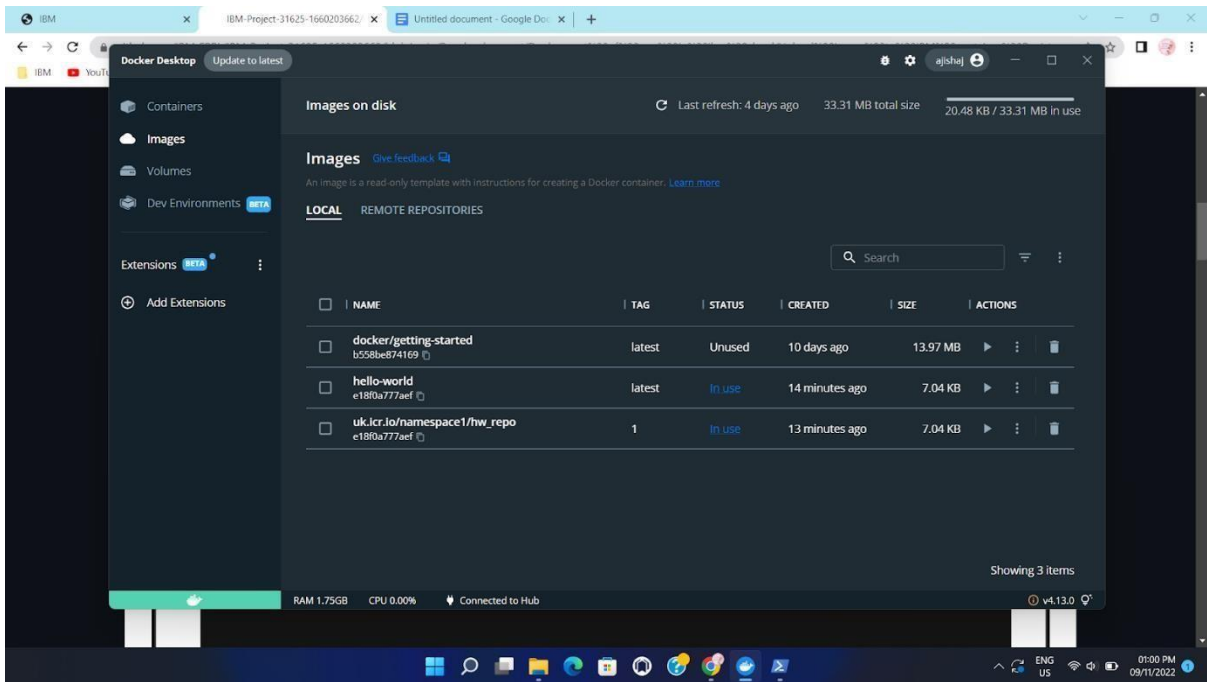 IBM
IBM-Project-31625-1660203662/
Untitled document - Google Doc
IBM
YouTu
Docker Desktop
Update to latest
ajishaj
Containers
Images
Volumes
Dev Environments BETA
Extensions BETA
Add Extensions
Images on disk
Last refresh: 4 days ago
33.31 MB total size
20.48 KB / 33.31 MB in use
Images Give feedback
An image is a read-only template with instructions for creating a Docker container. Learn more
LOCAL REMOTE REPOSITORIES
Search
NAME TAG STATUS CREATED SIZE ACTIONS
docker/getting-started
b558be874169
latest Unused 10 days ago 13.97 MB
hello-world
e18f0a777aef
latest In use 14 minutes ago 7.04 KB
uk.icr.io/namespace1/hw_repo
e18f0a777aef
1 In use 13 minutes ago 7.04 KB
Showing 3 items
RAM 1.75GB CPU 0.00% Connected to Hub
v4.13.0
ENG
US
01:00 PM
09/11/2022
1